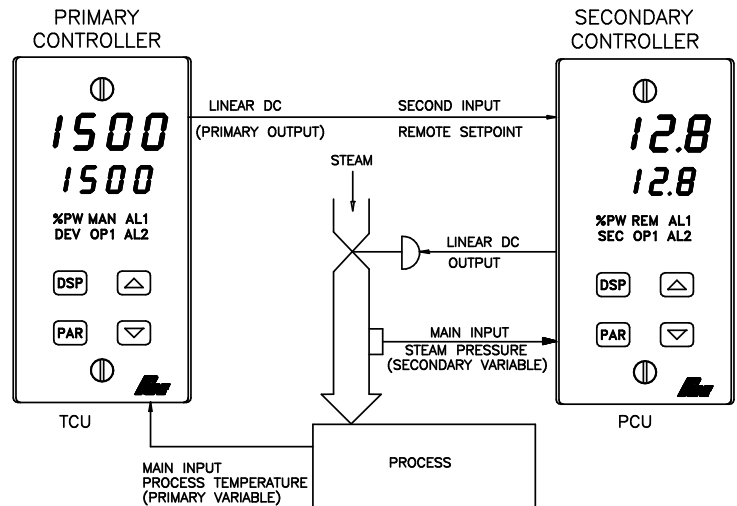 PRIMARY
CONTROLLER
SECONDARY
CONTROLLER
1500
1500
%PW MAN AL1
DEV OP1 AL2
DSP
PAR
TCU
LINEAR DC
(PRIMARY OUTPUT)
SECOND INPUT
REMOTE SETPOINT
STEAM
LINEAR DC
OUTPUT
MAIN INPUT
STEAM PRESSURE
(SECONDARY VARIABLE)
12.8
12.8
%PW REM AL1
SEC OP1 AL2
DSP
PAR
PCU
MAIN INPUT
PROCESS TEMPERATURE
(PRIMARY VARIABLE)
PROCESS